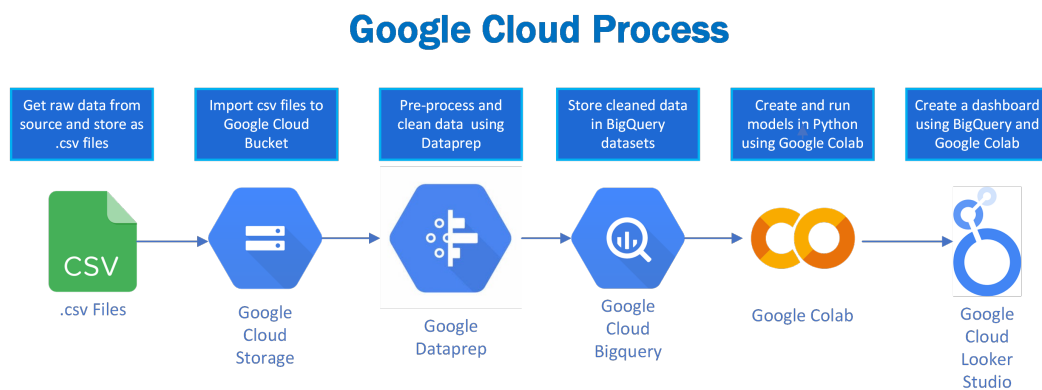 Google Cloud Process
Get raw data from
source and store as
.csv files
Import csv files to
Google Cloud
Bucket
Pre-process and
clean data using
Dataprep
Store cleaned data
in BigQuery
datasets
Create and run
models in Python
using Google Colab
Create a dashboard
using BigQuery and
Google Colab
CSV
.csv Files
Google
Cloud
Storage
Google
Dataprep
Google
Cloud
Bigquery
Google Colab
Google
Cloud
Looker
Studio